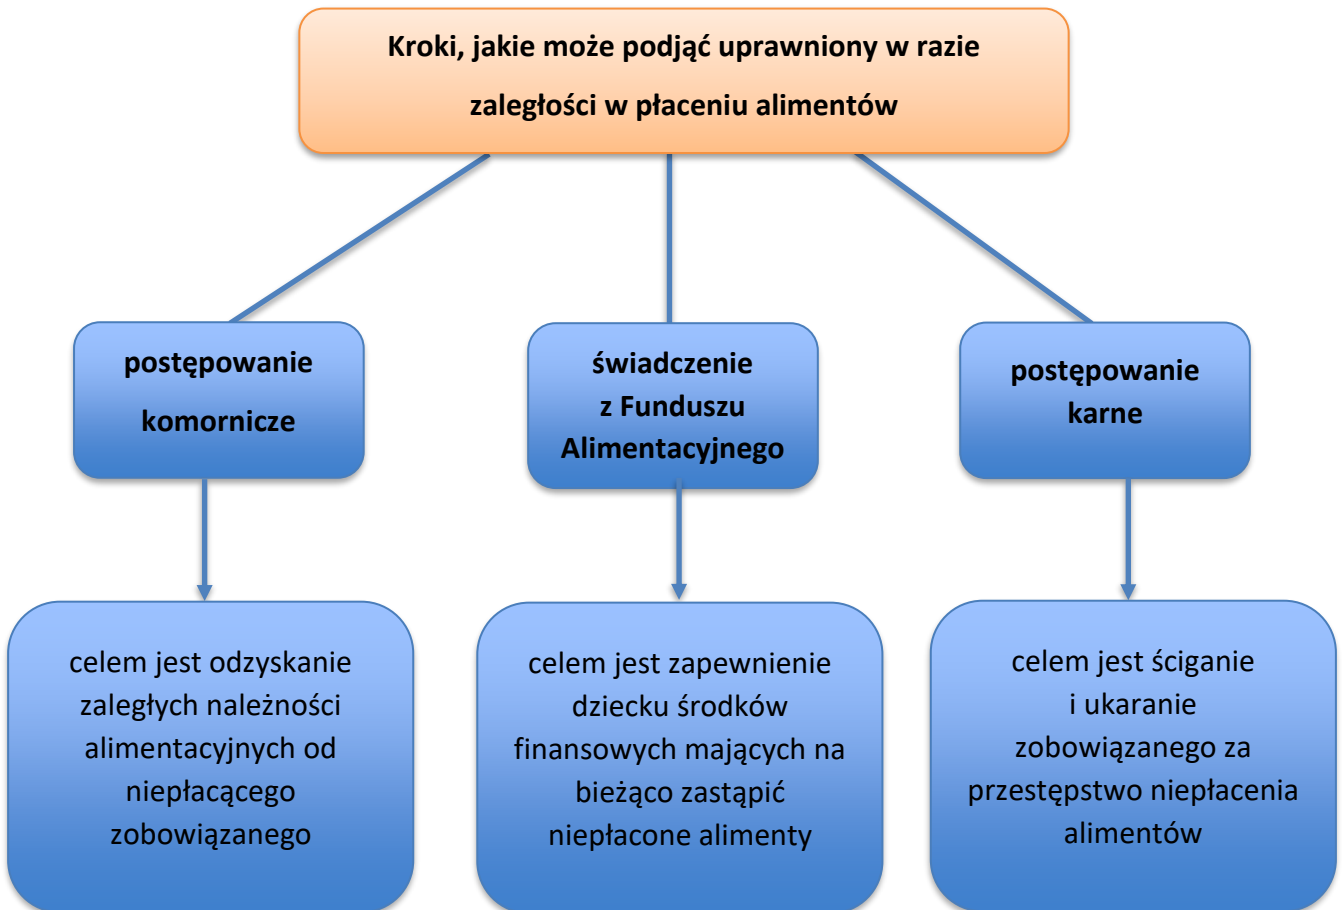 Kroki, jakie może podjąć uprawniony w razie
zaległości w płaceniu alimentów
postępowanie
komornicze
świadczenie
z Funduszu
Alimentacyjnego
postępowanie
karne
celem jest odzyskanie
zaległych należności
alimentacyjnych od
niepłacącego
zobowiązanego
celem jest zapewnienie
dziecku środków
finansowych mających na
bieżąco zastąpić
niepłacone alimenty
celem jest ściganie
i ukaranie
zobowiązanego za
przestępstwo niepłacenia
alimentów